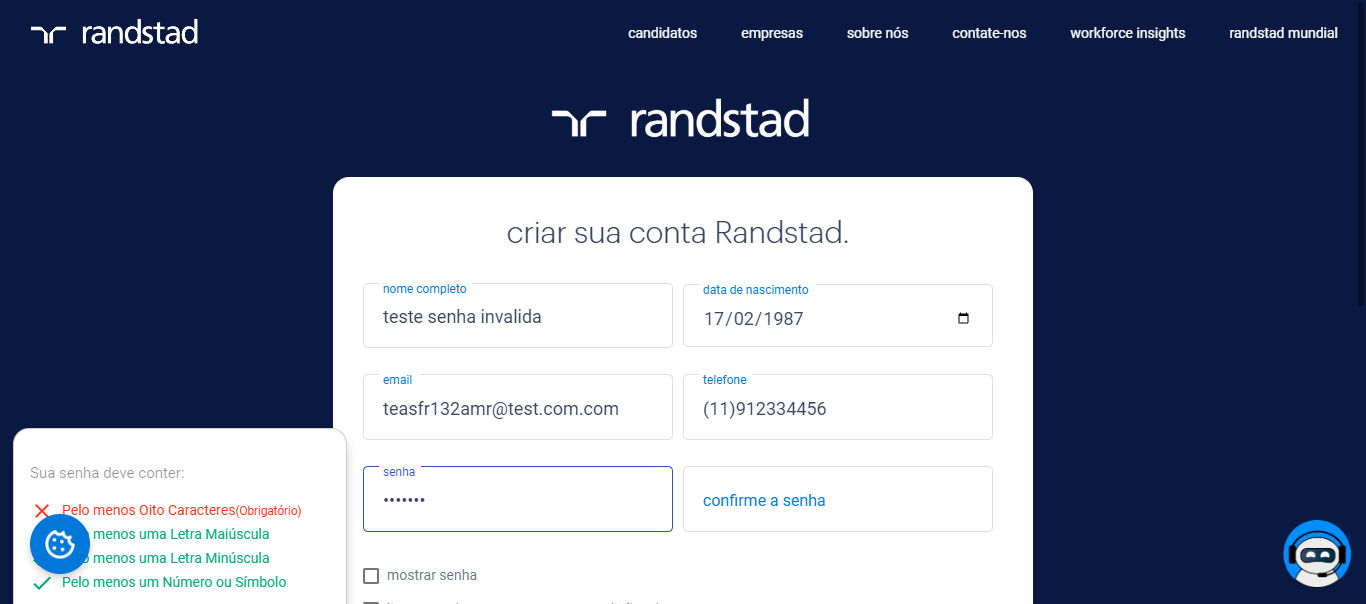 randstad candidatos empresas sobre nós contate-nos workforce insights randstad mundial
randstad
criar sua conta Randstad.
nome completo data de nascimento
teste senha invalida 17/02/1987
email telefone
teasfr132amr@test.com.com (11)912334456
senha
••••••• confirme a senha
mostrar senha
Sua senha deve conter:
Pelo menos Oito Caracteres(Obrigatório)
menos uma Letra Maiúscula
menos uma Letra Minúscula
Pelo menos um Número ou Símbolo